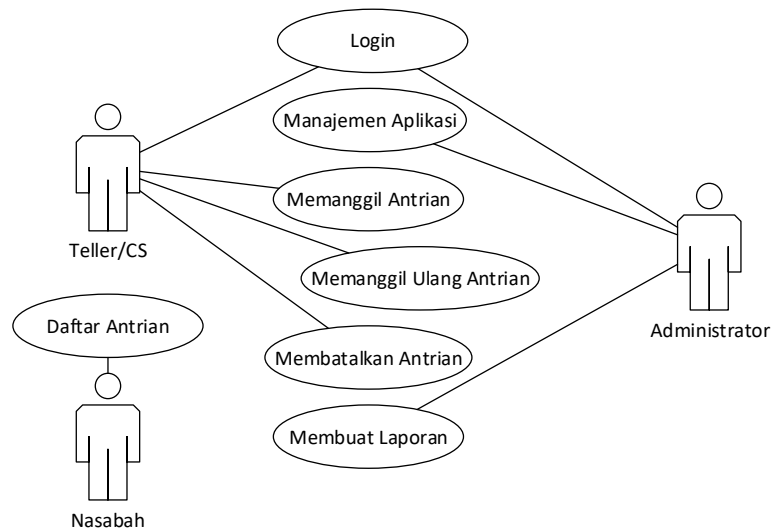 Login
Manajemen Aplikasi
Memanggil Antrian
Teller/CS
Memanggil Ulang Antrian
Daftar Antrian
Administrator
Membatalkan Antrian
Membuat Laporan
Nasabah